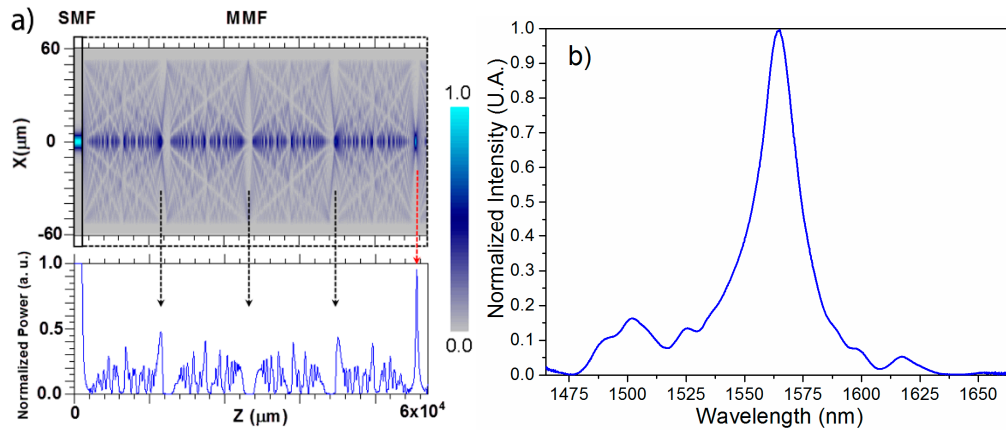 a)
SMF
MMF
60
0
-60
X(μm)
1.0
0.0
1.0
0.5
0.0
Normalized Power (a. u.)
0
6x10⁴
Z (μm)
b)
1.0
0.9
0.8
0.7
0.6
0.5
0.4
0.3
0.2
0.1
0.0
Normalized Intensity (U.A.)
1475 1500 1525 1550 1575 1600 1625 1650
Wavelength (nm)